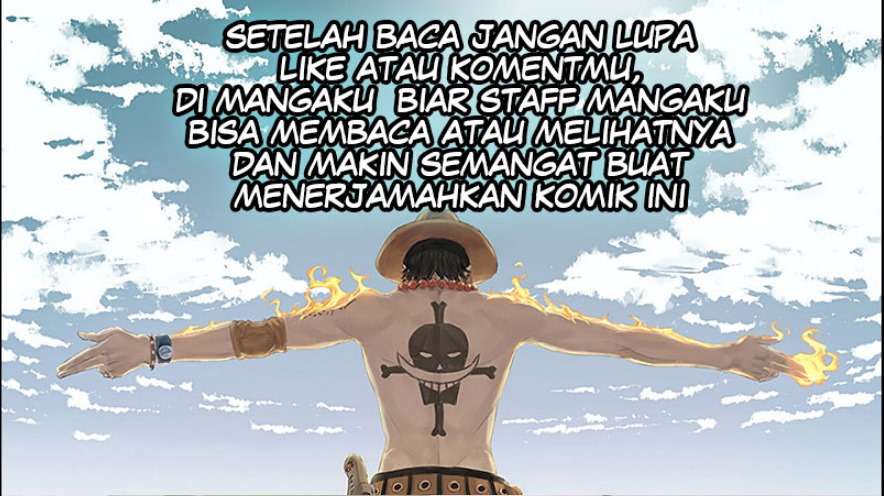 SETELAH BACA JANGAN LUPA
LIKE ATAU KOMENTMU,
DI MANGAKU BIAR STAFF MANGAKU
BISA MEMBACA ATAU MELIHATNYA
DAN MAKIN SEMANGAT BUAT
MENERJAMAHKAN KOMIK INI